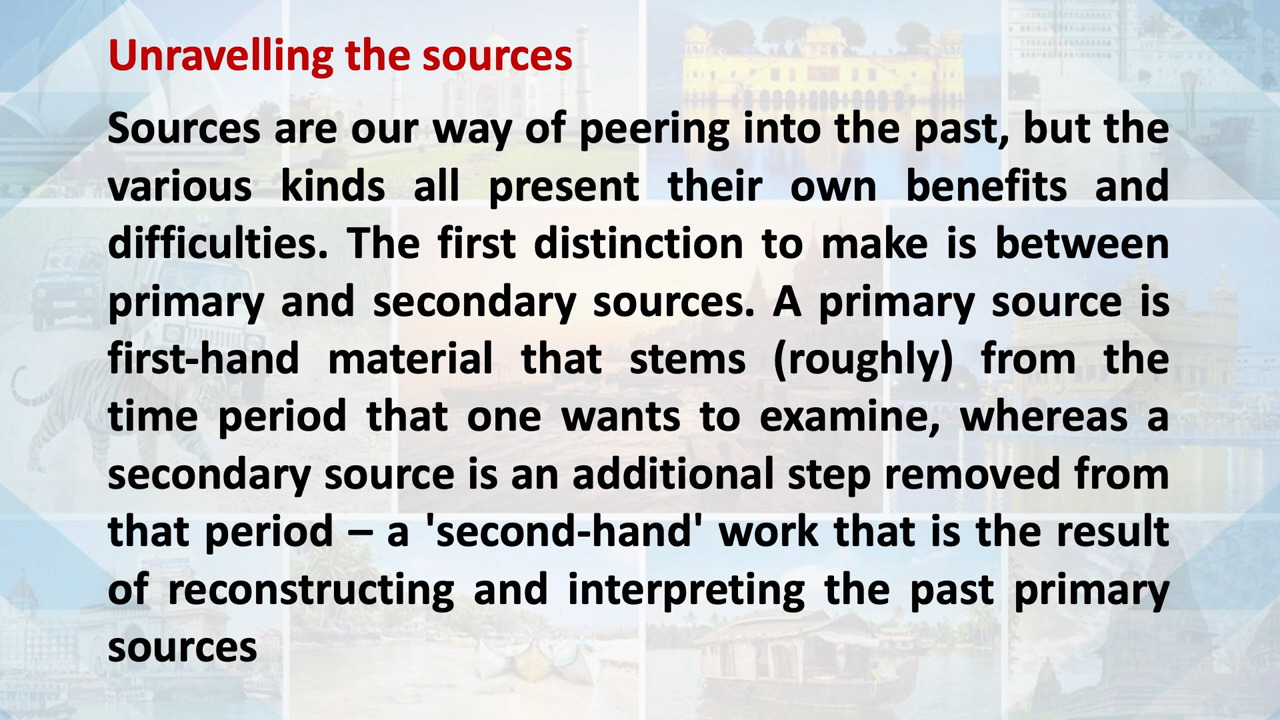 Unravelling the sources
Sources are our way of peering into the past, but the
various kinds all present their own benefits and
difficulties. The first distinction to make is between
primary and secondary sources. A primary source is
first-hand material that stems (roughly) from the
time period that one wants to examine, whereas a
secondary source is an additional step removed from
that period – a 'second-hand' work that is the result
of reconstructing and interpreting the past primary
sources